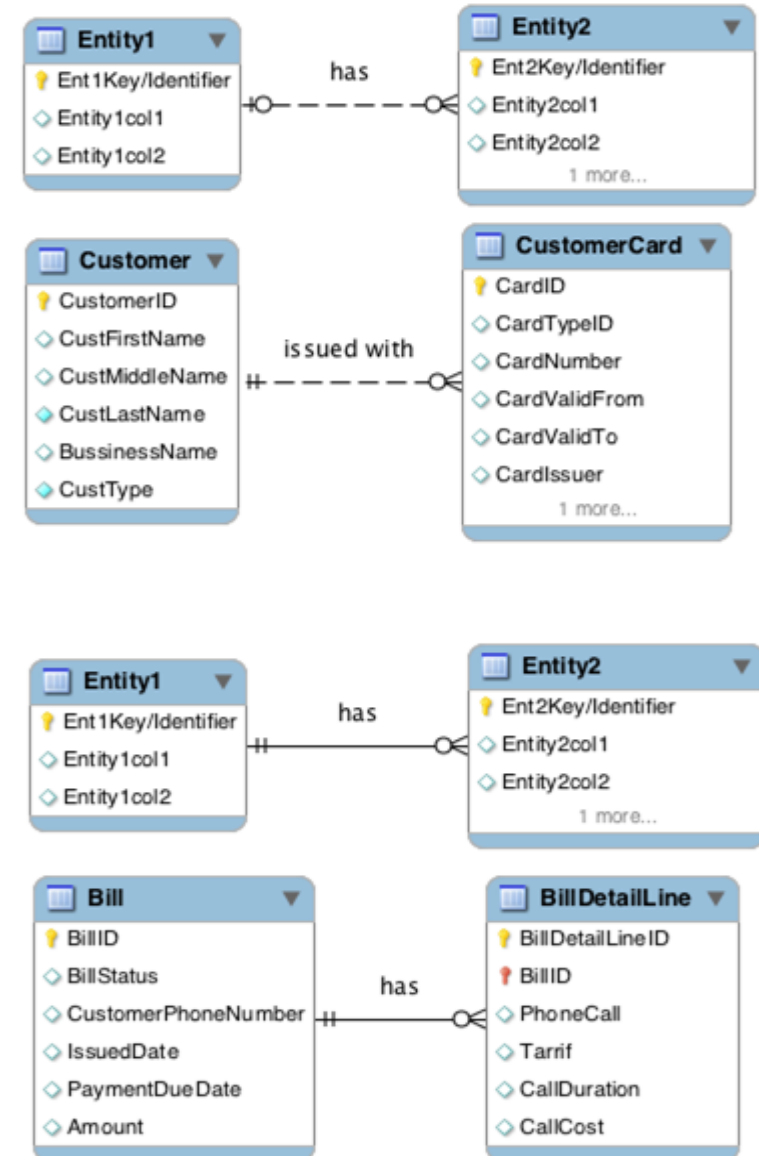 Entity1
Ent1Key/Identifier
Entity1col1
Entity1col2
has
Entity2
Ent2Key/Identifier
Entity2col1
Entity2col2
1 more...
Customer
CustomerID
CustFirstName
CustMiddleName
CustLastName
BussinessName
CustType
issued with
CustomerCard
CardID
CardTypeID
CardNumber
CardValidFrom
CardValidTo
CardIssuer
1 more...
Entity1
Ent1Key/Identifier
Entity1col1
Entity1col2
has
Entity2
Ent2Key/Identifier
Entity2col1
Entity2col2
1 more...
Bill
BillID
BillStatus
CustomerPhoneNumber
IssuedDate
PaymentDueDate
Amount
has
BillDetailLine
BillDetailLineID
BillID
PhoneCall
Tarrif
CallDuration
CallCost